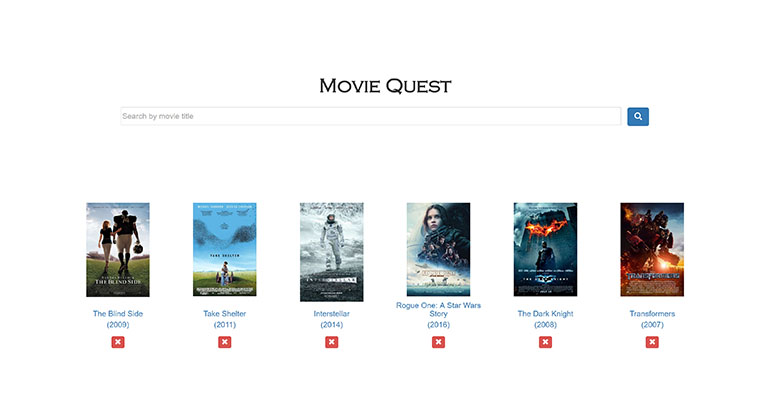 Movie Quest
Search by movie title
THE BLIND SIDE
TAKE SHELTER
INTERSTELLAR
THE DARK KNIGHT
TRANSFORMERS
The Blind Side
(2009)
Take Shelter
(2011)
Interstellar
(2014)
Rogue One: A Star Wars
Story
(2016)
The Dark Knight
(2008)
Transformers
(2007)